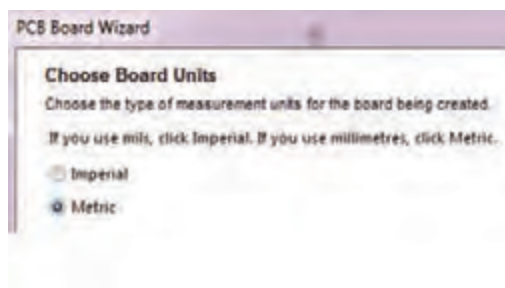 PCB Board Wizard
Choose Board Units
Choose the type of measurement units for the board being created.
If you use mils, click Imperial. If you use millimetres, click Metric.
Imperial
Metric